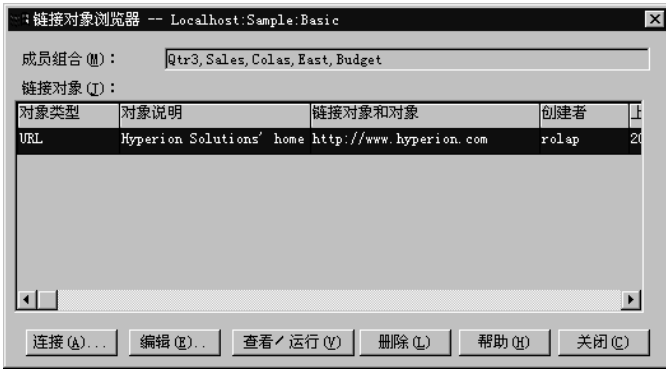 链接对象浏览器 -- Localhost:Sample:Basic
成员组合(M)： Qtr3,Sales,Colas,East,Budget
链接对象(T)：
对象类型 对象说明 链接对象和对象 创建者 上
URL Hyperion Solutions' home http://www.hyperion.com rolap 20
连接(A)... 编辑(E).. 查看/运行(V) 删除(L) 帮助(H) 关闭(C)